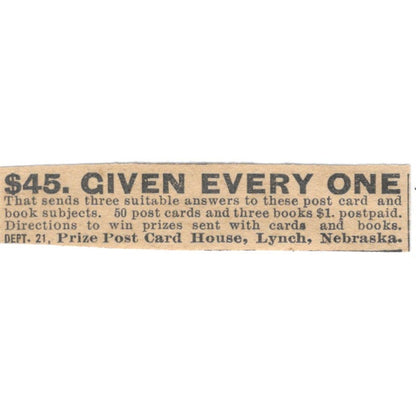 $45. GIVEN EVERY ONE
That sends three suitable answers to these post card and
book subjects. 50 post cards and three books $1. postpaid.
Directions to win prizes sent with cards and books.
DEPT. 21, Prize Post Card House, Lynch, Nebraska.